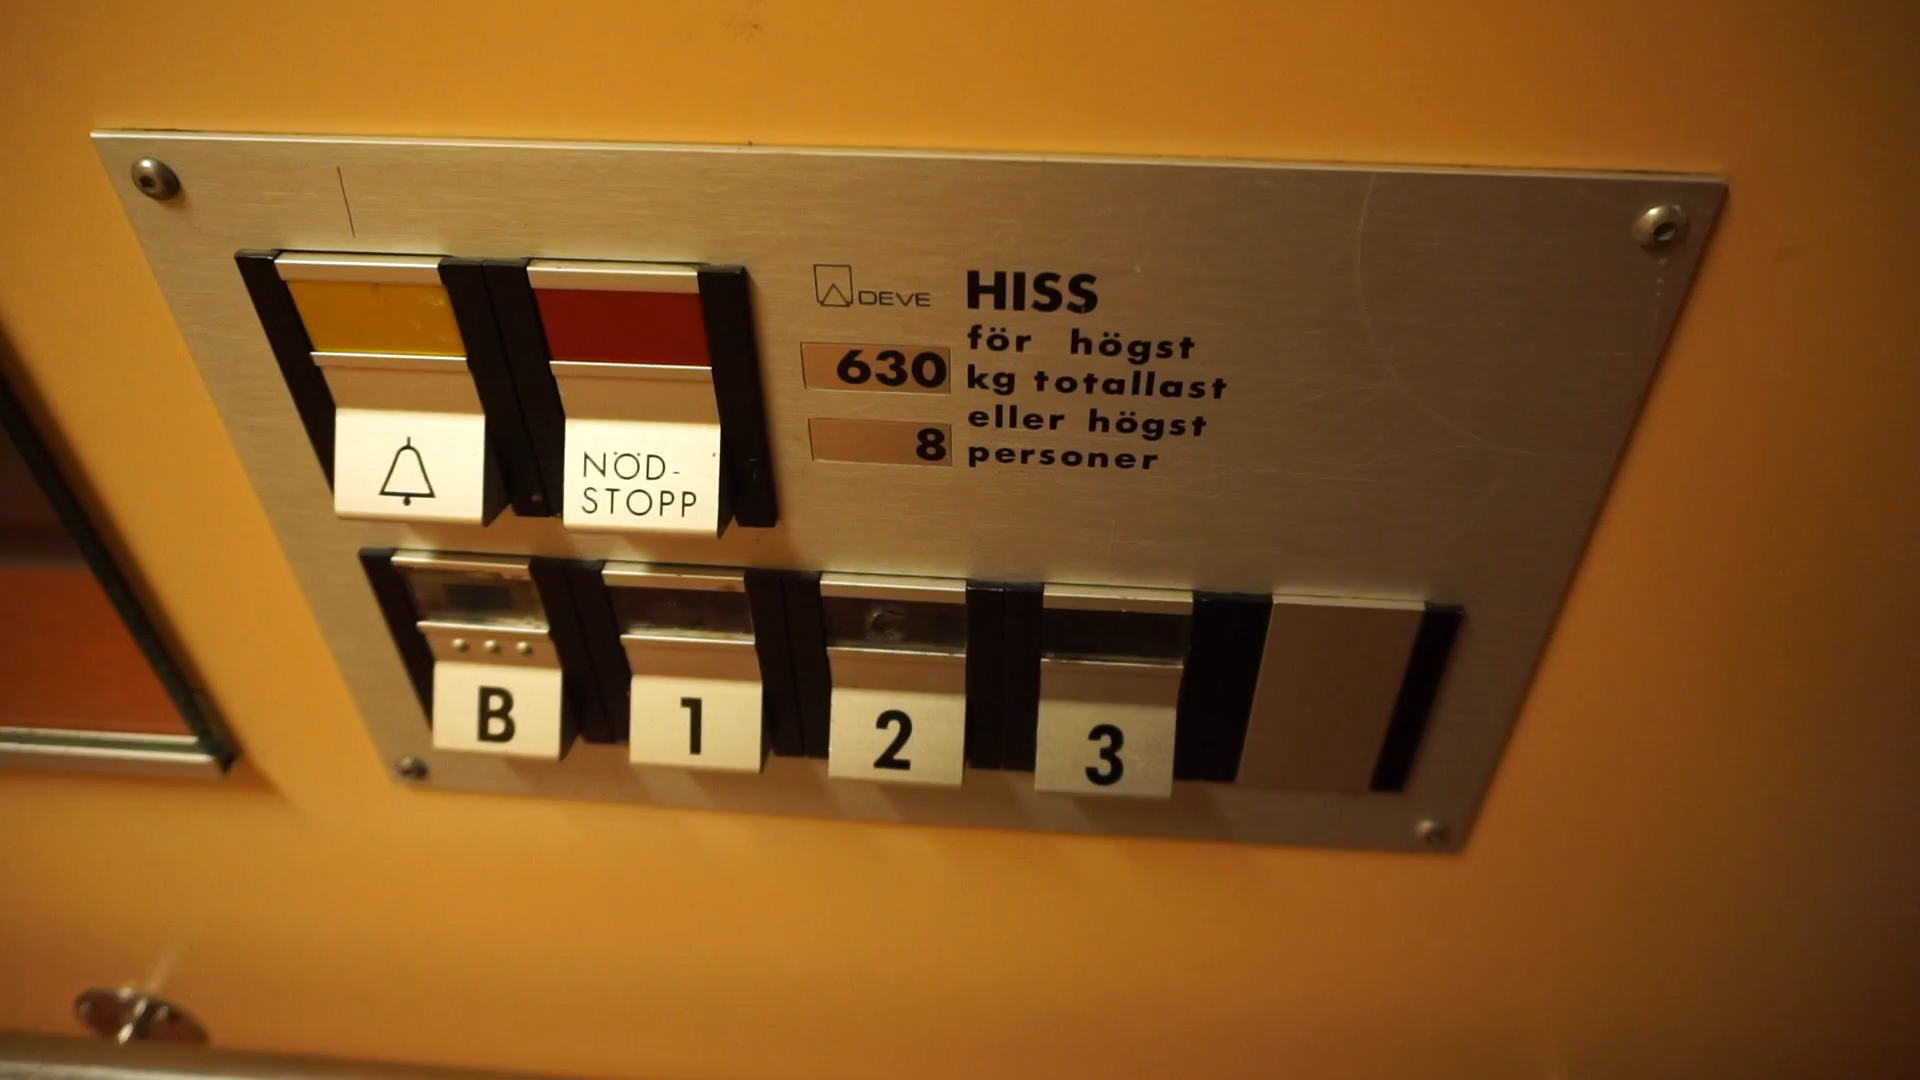 DEVE HISS
för högst
630 kg totallast
eller högst
8 personer
NÖD-
STOPP
B 1 2 3